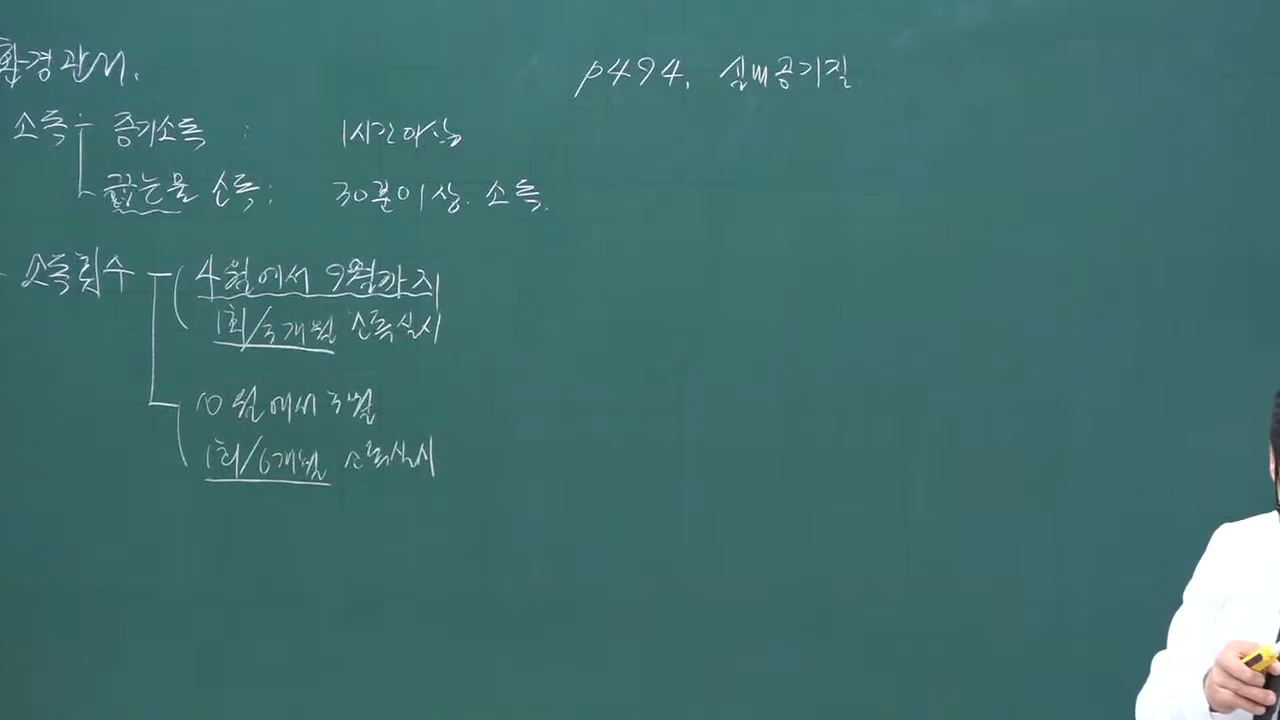 환경관리.
소독 증기소독 : 1시간이상
끓는물 소독 : 30분이상. 소독.
소독횟수 4월에서 9월까지
1회/3개월 소독실시
10월에서 3월
1회/6개월 소독실시
p494. 실내공기질